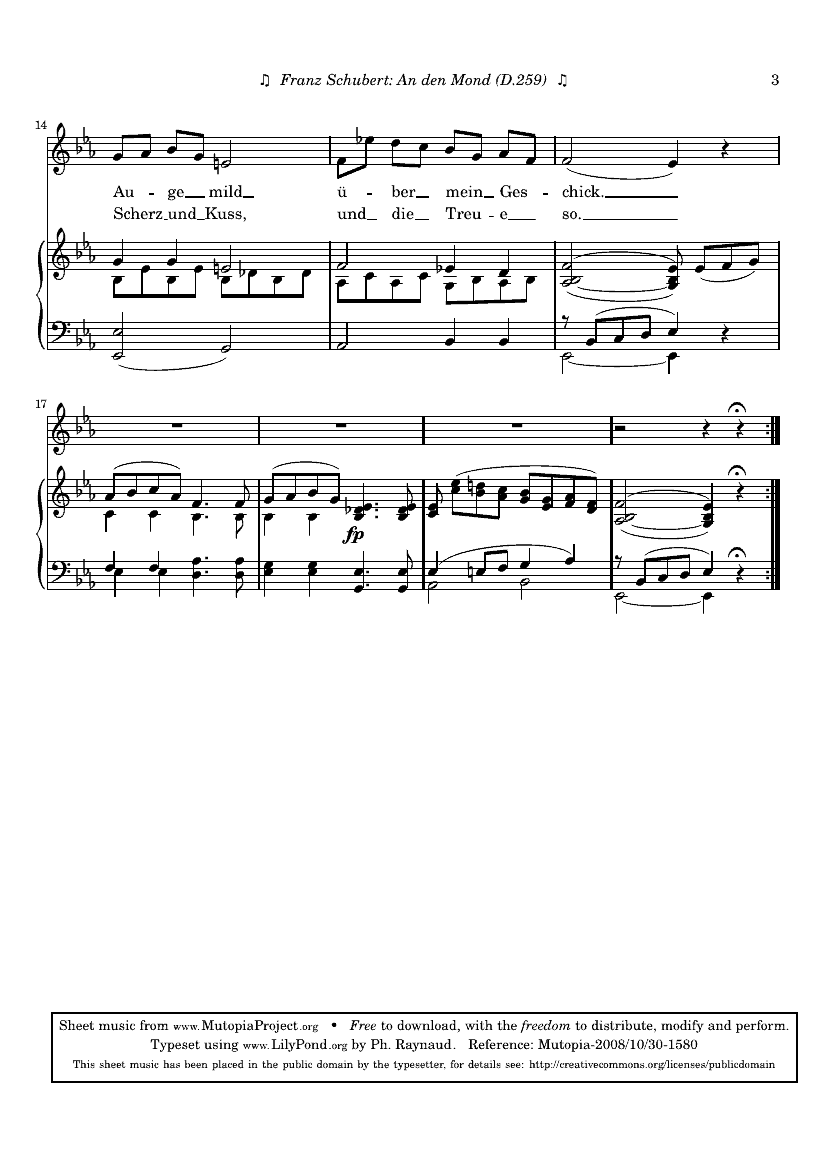 ♫ Franz Schubert: An den Mond (D.259) ♫ 3
14
Au - ge mild ü - ber mein Ges - chick.
Scherz und Kuss, und die Treu - e so.
17
fp
Sheet music from www.MutopiaProject.org • Free to download, with the freedom to distribute, modify and perform.
Typeset using www.LilyPond.org by Ph. Raynaud. Reference: Mutopia-2008/10/30-1580
This sheet music has been placed in the public domain by the typesetter, for details see: http://creativecommons.org/licenses/publicdomain